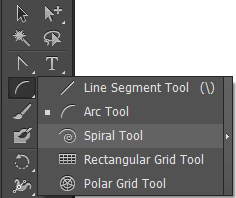 T
Line Segment Tool (\)
Arc Tool
Spiral Tool
Rectangular Grid Tool
Polar Grid Tool